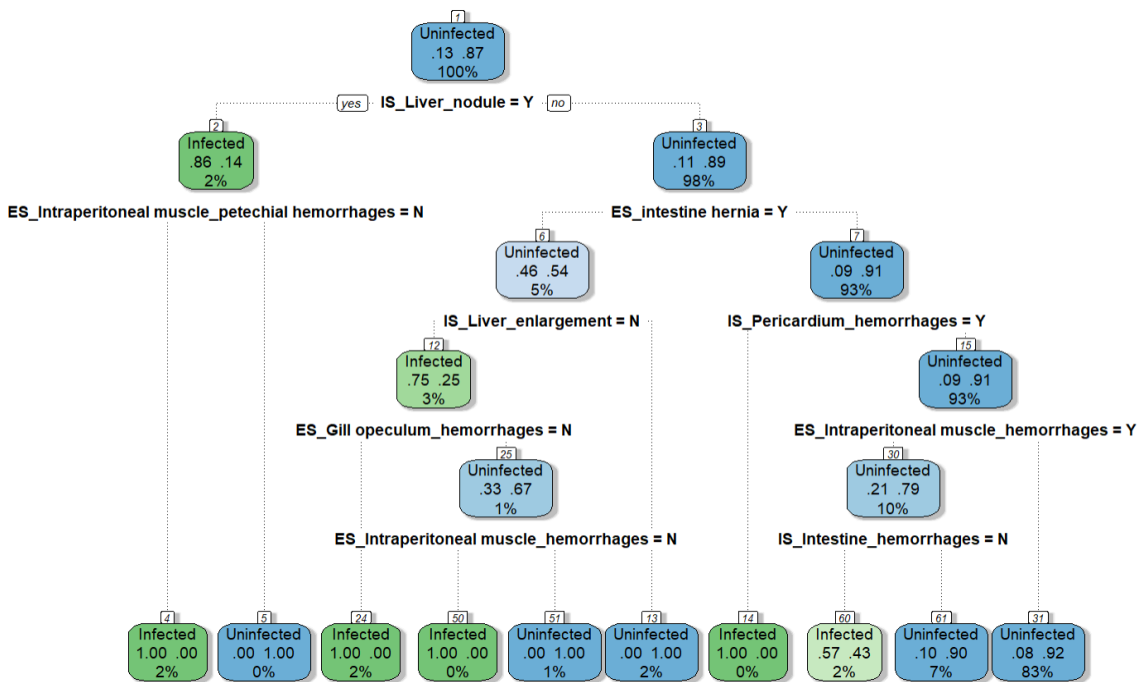 1
Uninfected
.13 .87
100%
yes IS_Liver_nodule = Y no
2
Infected
.86 .14
2%
3
Uninfected
.11 .89
98%
ES_Intraperitoneal muscle_petechial hemorrhages = N
ES_intestine hernia = Y
6
Uninfected
.46 .54
5%
7
Uninfected
.09 .91
93%
IS_Liver_enlargement = N
IS_Pericardium_hemorrhages = Y
12
Infected
.75 .25
3%
15
Uninfected
.09 .91
93%
ES_Gill opeculum_hemorrhages = N
ES_Intraperitoneal muscle_hemorrhages = Y
25
Uninfected
.33 .67
1%
30
Uninfected
.21 .79
10%
ES_Intraperitoneal muscle_hemorrhages = N
IS_Intestine_hemorrhages = N
4
Infected
1.00 .00
2%
5
Uninfected
.00 1.00
0%
24
Infected
1.00 .00
2%
50
Infected
1.00 .00
0%
51
Uninfected
.00 1.00
1%
13
Uninfected
.00 1.00
2%
14
Infected
1.00 .00
0%
60
Infected
.57 .43
2%
61
Uninfected
.10 .90
7%
31
Uninfected
.08 .92
83%